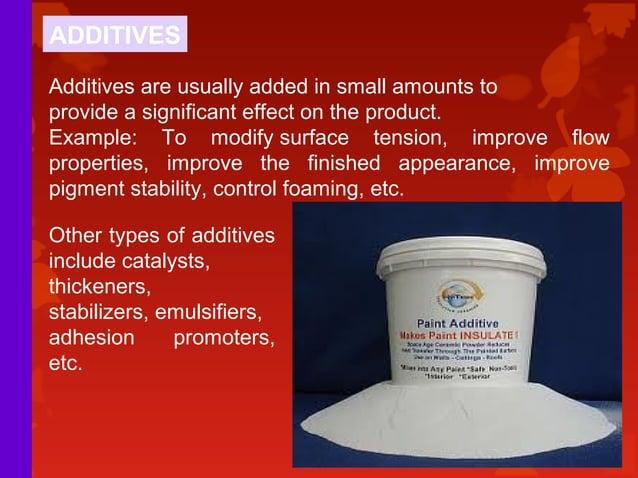 ADDITIVES
Additives are usually added in small amounts to
provide a significant effect on the product.
Example: To modify surface tension, improve flow
properties, improve the finished appearance, improve
pigment stability, control foaming, etc.
Other types of additives
include catalysts,
thickeners,
stabilizers, emulsifiers,
adhesion promoters,
etc.
Paint Additive
Makes Paint INSULATE !
Space Age Ceramic Powder Reduces
Heat Transfer Through The Painted Surface
Use on Walls - Ceilings - Roofs
Mixes into Any Paint *Safe Non-Toxic
*Interior *Exterior